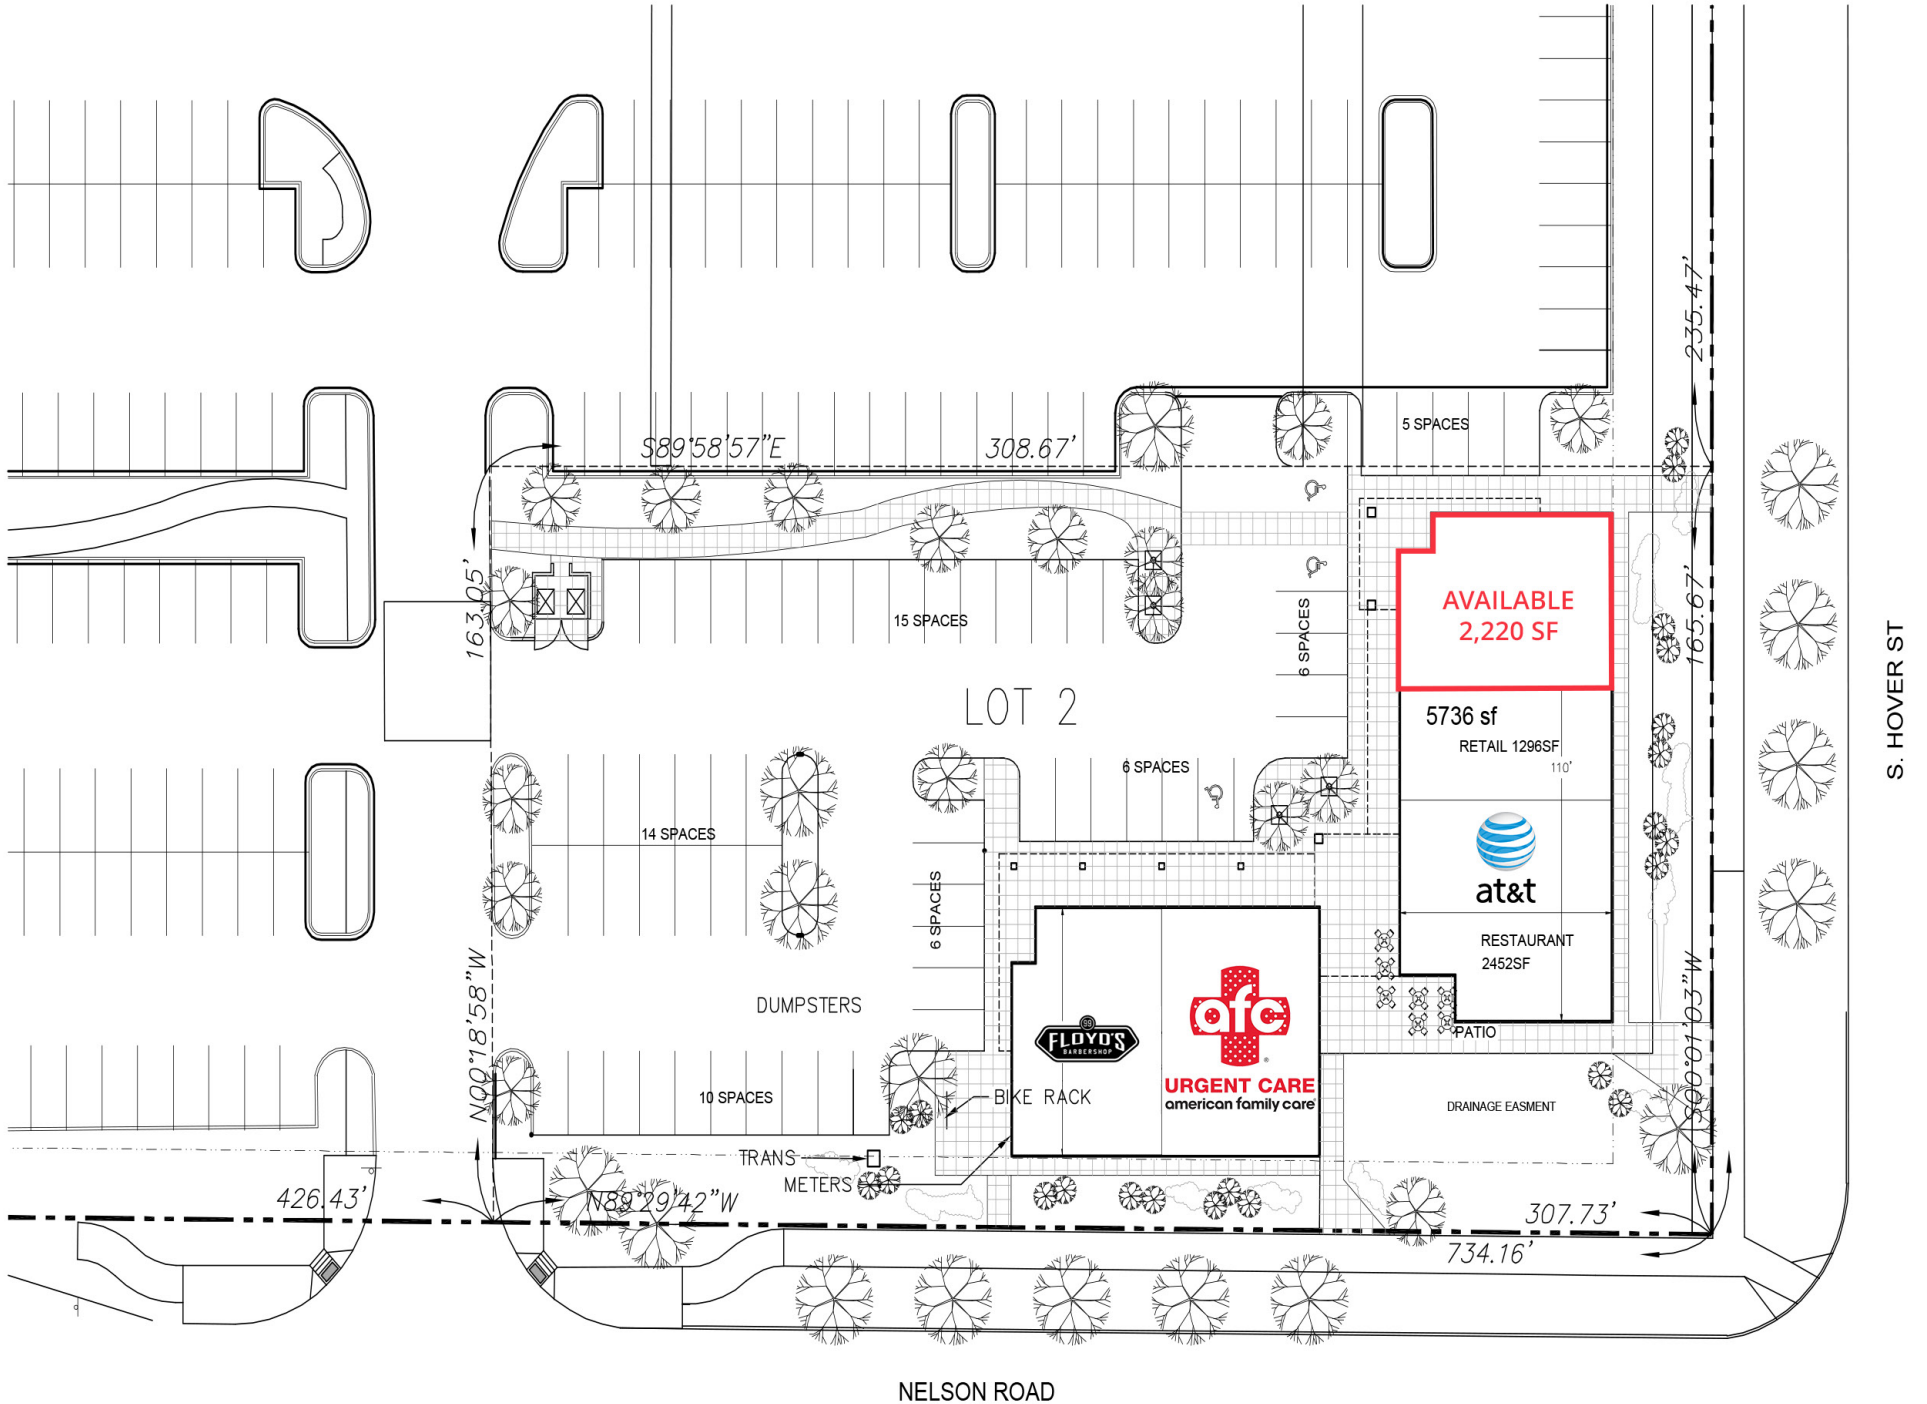 235.47'
5 SPACES
S89°58'57"E
308.67'
163.05'
15 SPACES
6 SPACES
AVAILABLE
2,220 SF
165.67'
S. HOVER ST
LOT 2
5736 sf
RETAIL 1296SF
110'
6 SPACES
14 SPACES
at&t
6 SPACES
RESTAURANT
2452SF
N00°18'58"W
DUMPSTERS
FLOYD'S
99
BARBERSHOP
afc
URGENT CARE
american family care
PATIO
S00°01'03"W
10 SPACES
BIKE RACK
DRAINAGE EASMENT
TRANS
METERS
426.43'
N89°29'42"W
307.73'
734.16'
NELSON ROAD